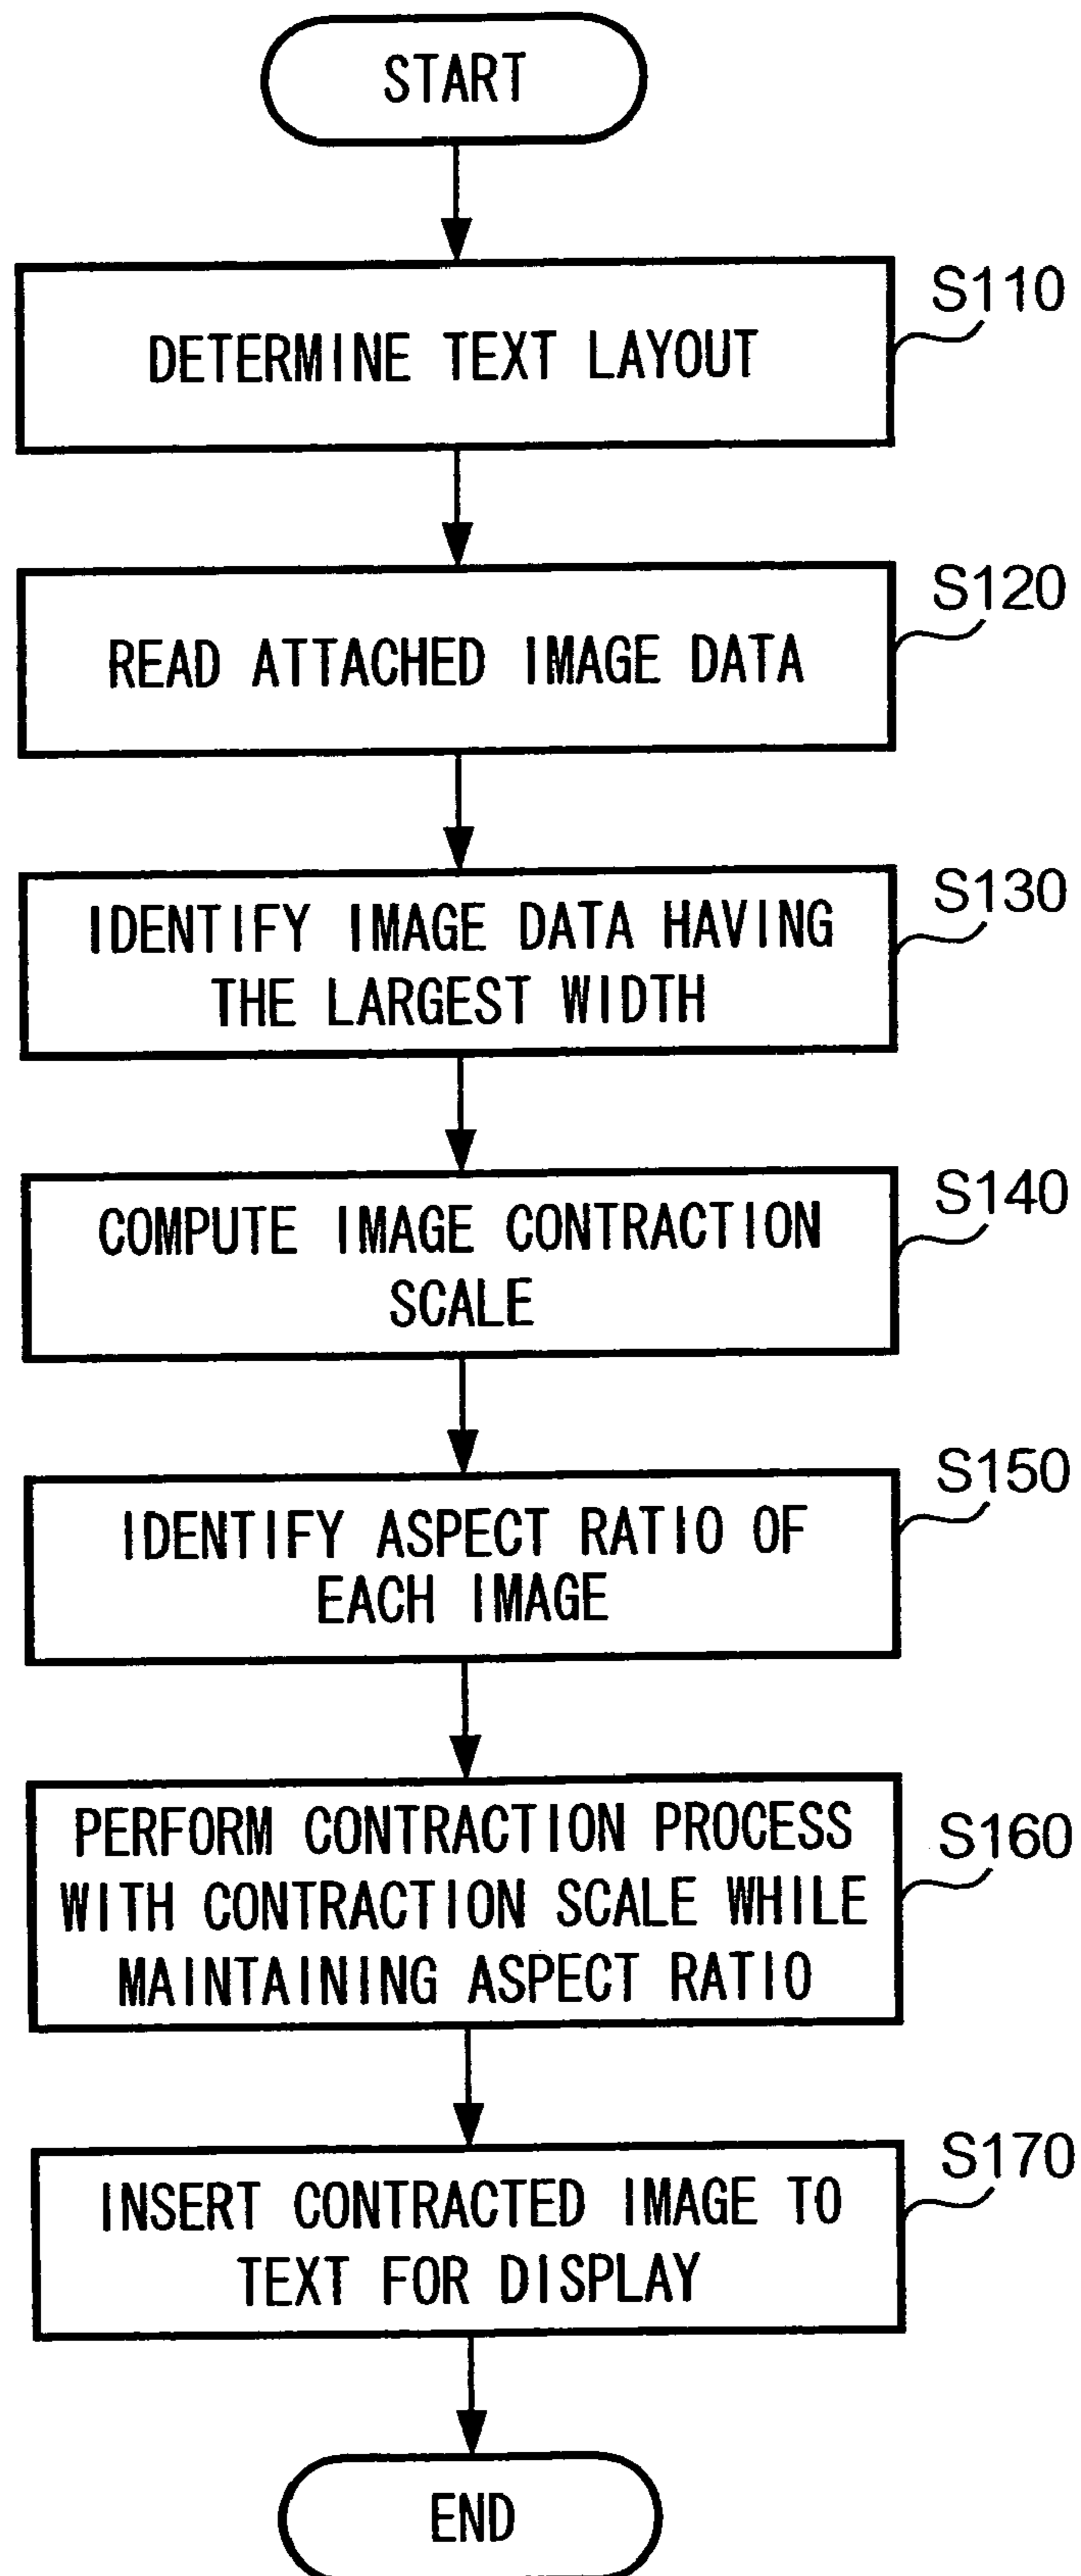 START
S110
DETERMINE TEXT LAYOUT
S120
READ ATTACHED IMAGE DATA
S130
IDENTIFY IMAGE DATA HAVING
THE LARGEST WIDTH
S140
COMPUTE IMAGE CONTRACTION
SCALE
S150
IDENTIFY ASPECT RATIO OF
EACH IMAGE
S160
PERFORM CONTRACTION PROCESS
WITH CONTRACTION SCALE WHILE
MAINTAINING ASPECT RATIO
S170
INSERT CONTRACTED IMAGE TO
TEXT FOR DISPLAY
END